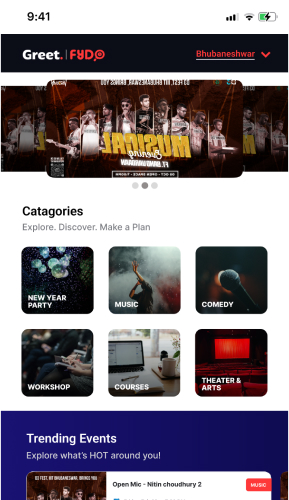 9:41
Greet. | FYDO
Bhubaneshwar
MUSICAL
Evening
Catagories
Explore. Discover. Make a Plan
NEW YEAR
PARTY
MUSIC
COMEDY
WORKSHOP
COURSES
THEATER &
ARTS
Trending Events
Explore what's HOT around you!
Open Mic - Nitin choudhury 2
MUSIC